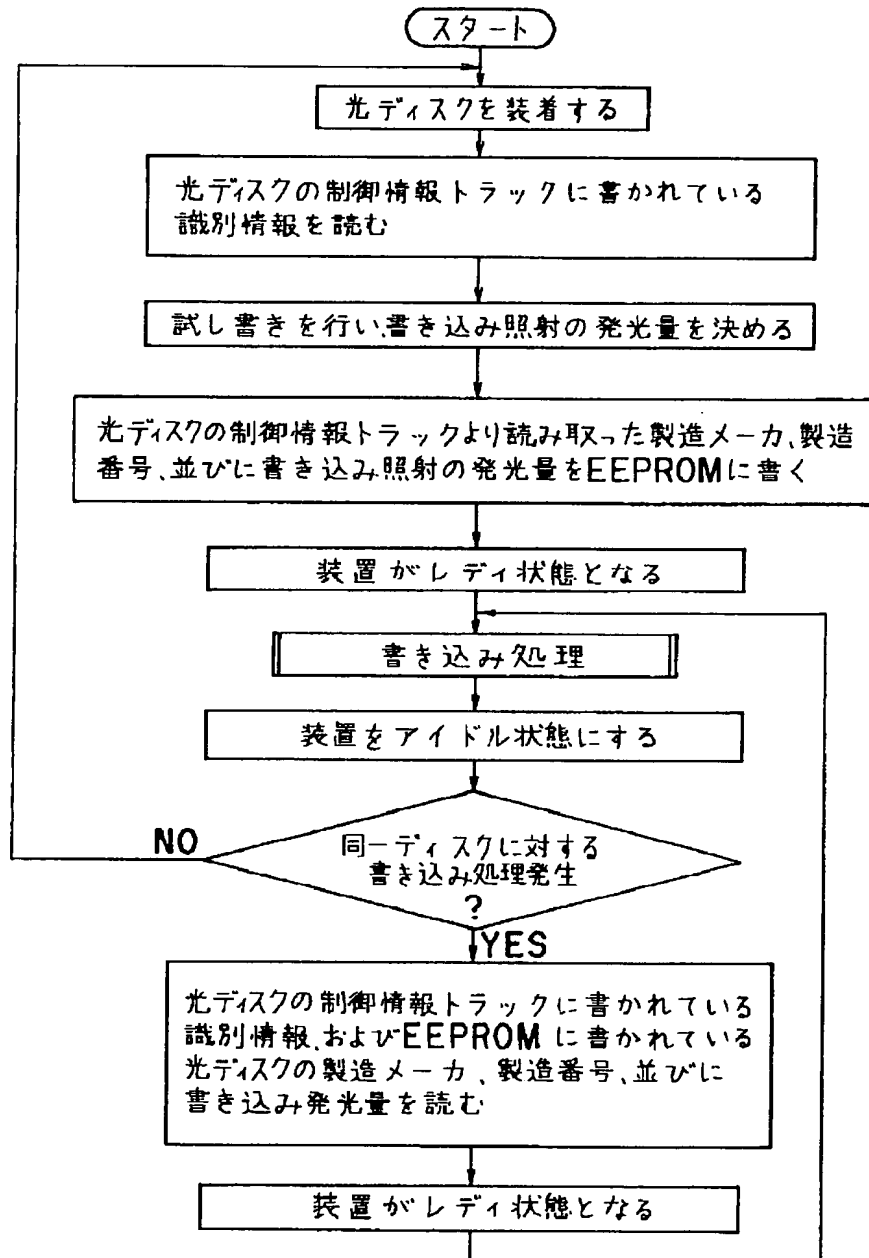 スタート
光ディスクを装着する
光ディスクの制御情報トラックに書かれている
識別情報を読む
試し書きを行い、書き込み照射の発光量を決める
光ディスクの制御情報トラックより読み取った製造メーカ、製造
番号、並びに書き込み照射の発光量をEEPROMに書く
装置がレディ状態となる
書き込み処理
装置をアイドル状態にする
NO
同一ディスクに対する
書き込み処理発生
?
YES
光ディスクの制御情報トラックに書かれている
識別情報、およびEEPROMに書かれている
光ディスクの製造メーカ、製造番号、並びに
書き込み発光量を読む
装置がレディ状態となる